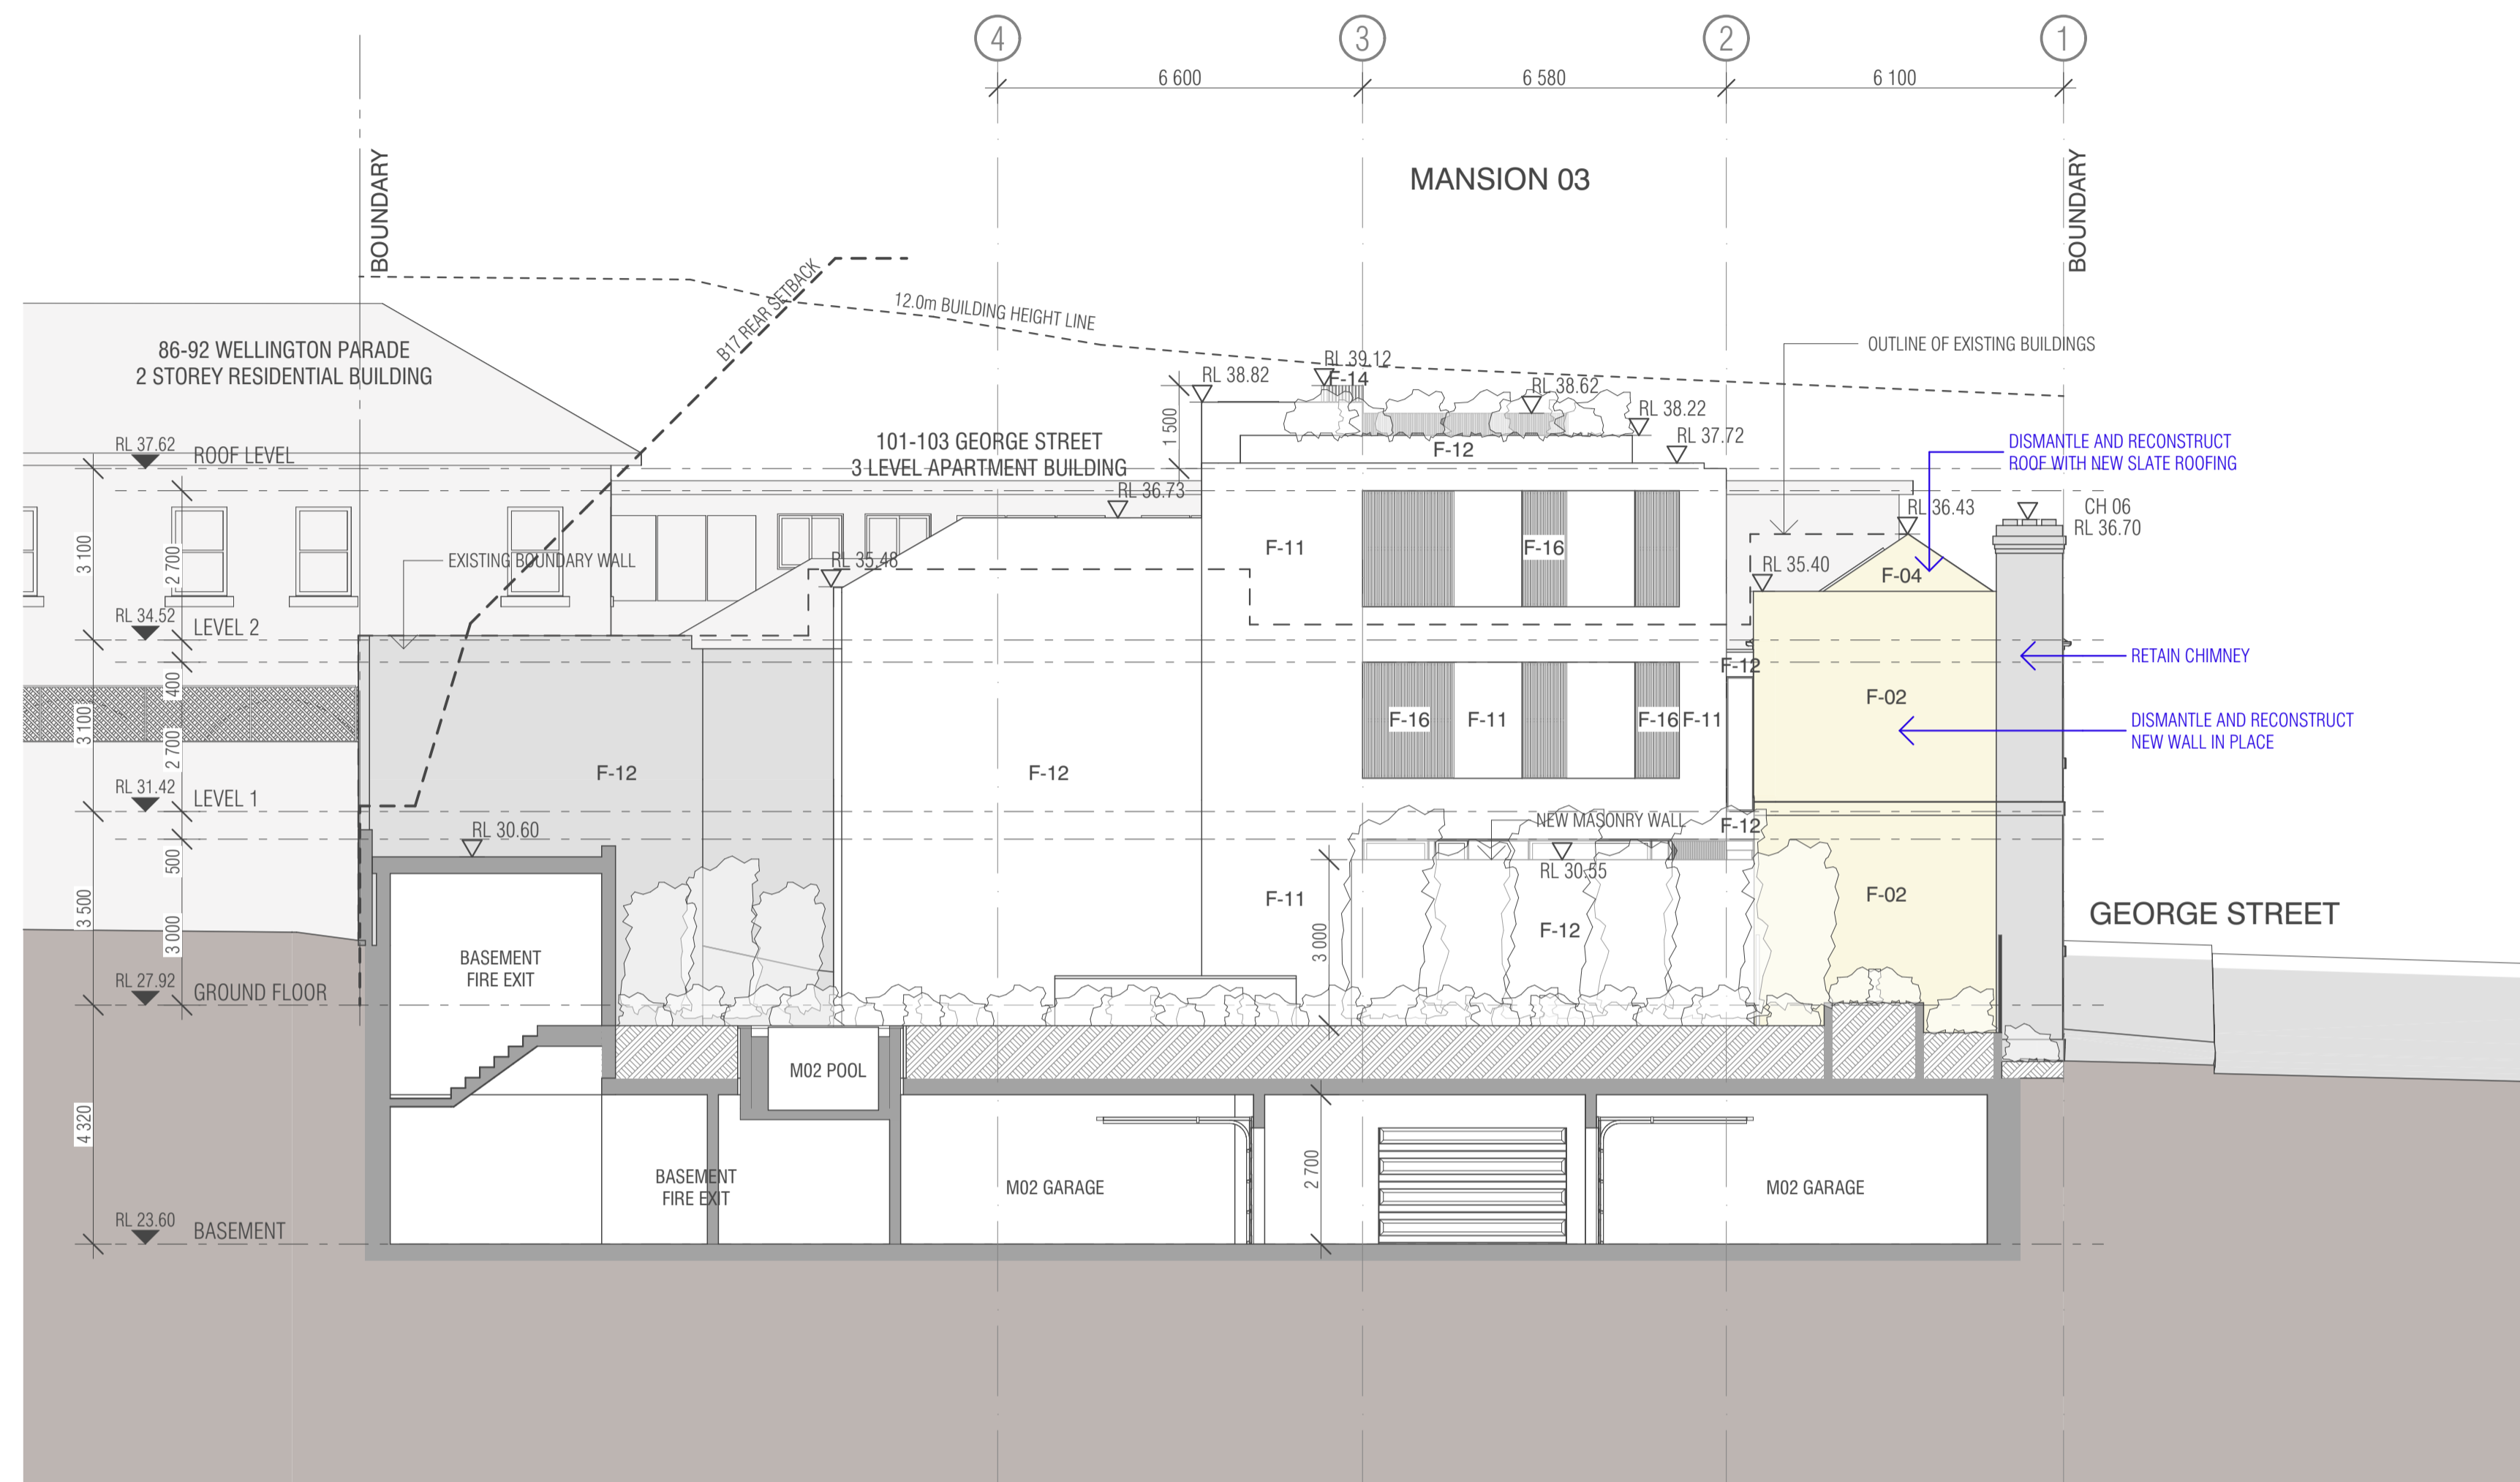 4
3
2
1
6 600
6 580
6 100
BOUNDARY
MANSION 03
BOUNDARY
B17 REAR SETBACK
12.0m BUILDING HEIGHT LINE
86-92 WELLINGTON PARADE
2 STOREY RESIDENTIAL BUILDING
OUTLINE OF EXISTING BUILDINGS
RL 39.12
F-14
RL 38.82
RL 38.62
RL 38.22
RL 37.72
1 500
F-12
101-103 GEORGE STREET
3 LEVEL APARTMENT BUILDING
DISMANTLE AND RECONSTRUCT
ROOF WITH NEW SLATE ROOFING
RL 37.62
ROOF LEVEL
RL 36.73
RL 36.43
CH 06
RL 36.70
3 100
2 700
EXISTING BOUNDARY WALL
RL 35.48
F-11
F-16
RL 35.40
F-04
RL 34.52
LEVEL 2
RETAIN CHIMNEY
400
F-12
F-02
3 100
2 700
F-16
F-11
F-16
F-11
DISMANTLE AND RECONSTRUCT
NEW WALL IN PLACE
F-12
F-12
RL 31.42
LEVEL 1
RL 30.60
NEW MASONRY WALL
F-12
500
RL 30.55
3 500
3 000
F-11
F-02
GEORGE STREET
3 000
F-12
BASEMENT
FIRE EXIT
RL 27.92
GROUND FLOOR
M02 POOL
4 320
BASEMENT
FIRE EXIT
M02 GARAGE
2 700
M02 GARAGE
RL 23.60
BASEMENT